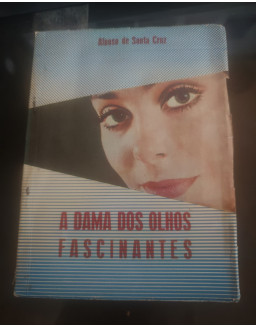 Alonso de Santa Cruz
A DAMA DOS OLHOS
FASCINANTES